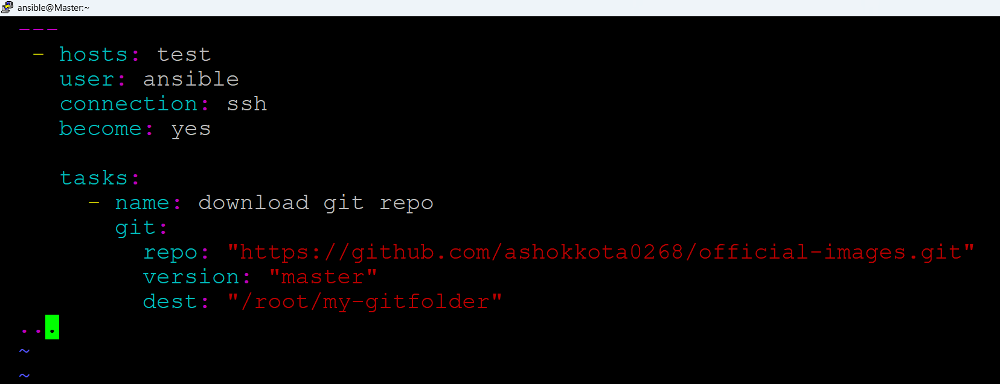 ansible@Master:~
---
 - hosts: test
   user: ansible
   connection: ssh
   become: yes

   tasks:
     - name: download git repo
       git:
         repo: "https://github.com/ashokkota0268/official-images.git"
         version: "master"
         dest: "/root/my-gitfolder"
...
~
~